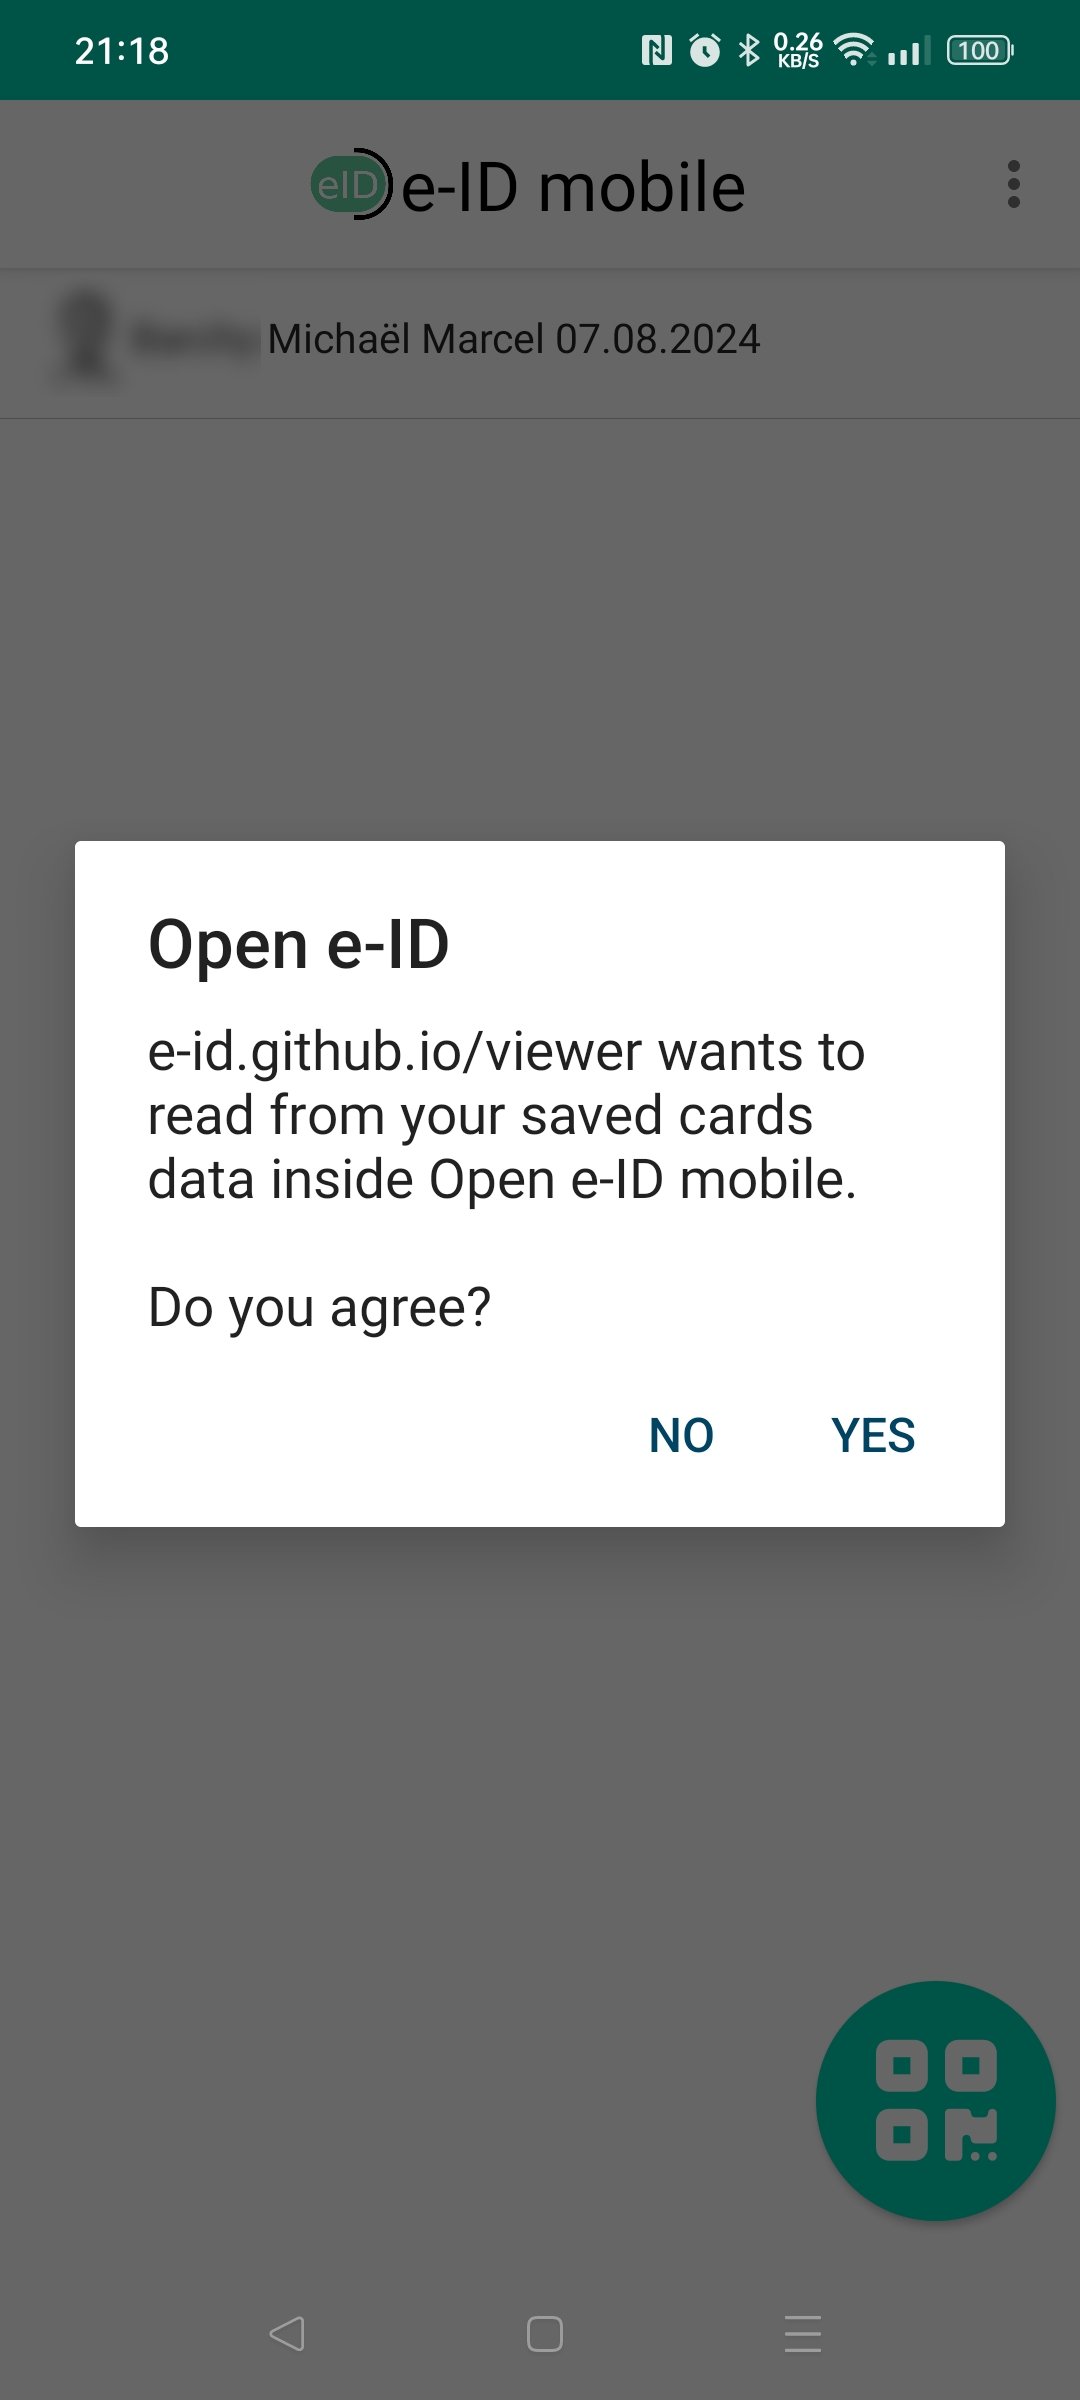 21:18
0.26
KB/S
100
eID
e-ID mobile
Michaël Marcel 07.08.2024
Open e-ID
e-id.github.io/viewer wants to
read from your saved cards
data inside Open e-ID mobile.
Do you agree?
NO
YES